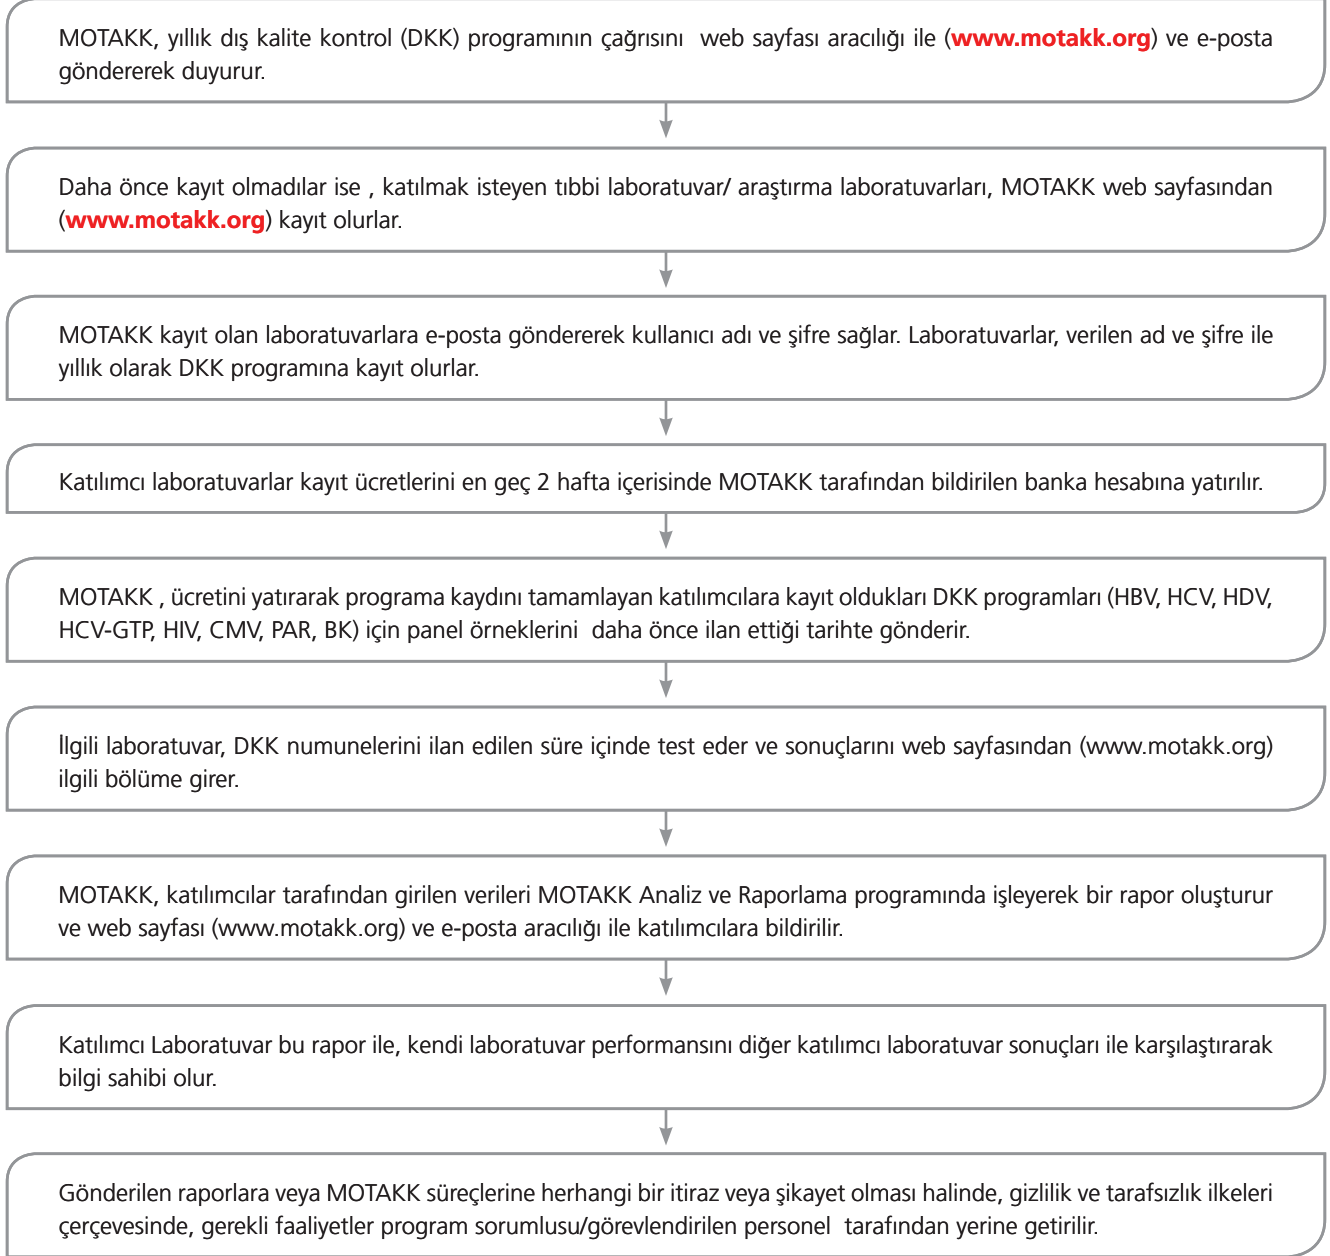 MOTAKK, yıllık dış kalite kontrol (DKK) programının çağrısını  web sayfası aracılığı ile (www.motakk.org) ve e-posta
göndererek duyurur.
Daha önce kayıt olmadılar ise , katılmak isteyen tıbbi laboratuvar/ araştırma laboratuvarları, MOTAKK web sayfasından
(www.motakk.org) kayıt olurlar.
MOTAKK kayıt olan laboratuvarlara e-posta göndererek kullanıcı adı ve şifre sağlar. Laboratuvarlar, verilen ad ve şifre ile
yıllık olarak DKK programına kayıt olurlar.
Katılımcı laboratuvarlar kayıt ücretlerini en geç 2 hafta içerisinde MOTAKK tarafından bildirilen banka hesabına yatırılır.
MOTAKK , ücretini yatırarak programa kaydını tamamlayan katılımcılara kayıt oldukları DKK programları (HBV, HCV, HDV,
HCV-GTP, HIV, CMV, PAR, BK) için panel örneklerini  daha önce ilan ettiği tarihte gönderir.
İlgili laboratuvar, DKK numunelerini ilan edilen süre içinde test eder ve sonuçlarını web sayfasından (www.motakk.org)
ilgili bölüme girer.
MOTAKK, katılımcılar tarafından girilen verileri MOTAKK Analiz ve Raporlama programında işleyerek bir rapor oluşturur
ve web sayfası (www.motakk.org) ve e-posta aracılığı ile katılımcılara bildirilir.
Katılımcı Laboratuvar bu rapor ile, kendi laboratuvar performansını diğer katılımcı laboratuvar sonuçları ile karşılaştırarak
bilgi sahibi olur.
Gönderilen raporlara veya MOTAKK süreçlerine herhangi bir itiraz veya şikayet olması halinde, gizlilik ve tarafsızlık ilkeleri
çerçevesinde, gerekli faaliyetler program sorumlusu/görevlendirilen personel  tarafından yerine getirilir.